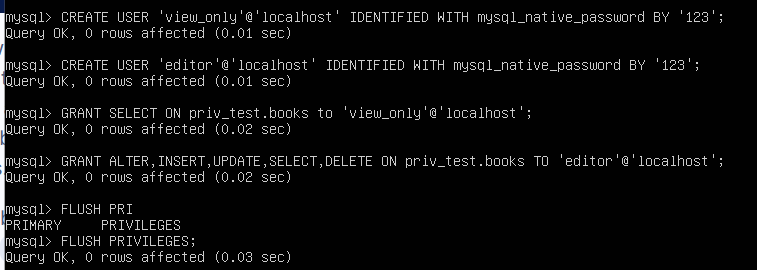 mysql> CREATE USER 'view_only'@'localhost' IDENTIFIED WITH mysql_native_password BY '123';
Query OK, 0 rows affected (0.01 sec)
mysql> CREATE USER 'editor'@'localhost' IDENTIFIED WITH mysql_native_password BY '123';
Query OK, 0 rows affected (0.01 sec)
mysql> GRANT SELECT ON priv_test.books to 'view_only'@'localhost';
Query OK, 0 rows affected (0.02 sec)
mysql> GRANT ALTER,INSERT,UPDATE,SELECT,DELETE ON priv_test.books TO 'editor'@'localhost';
Query OK, 0 rows affected (0.02 sec)
mysql> FLUSH PRI
PRIMARY     PRIVILEGES
mysql> FLUSH PRIVILEGES;
Query OK, 0 rows affected (0.03 sec)